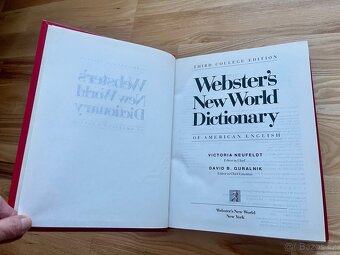 THIRD COLLEGE EDITION
Webster's
New World
Dictionary
OF AMERICAN ENGLISH
VICTORIA NEUFELDT
Editor in Chief
DAVID B. GURALNIK
Editor in Chief Emeritus
Webster's New World
New York